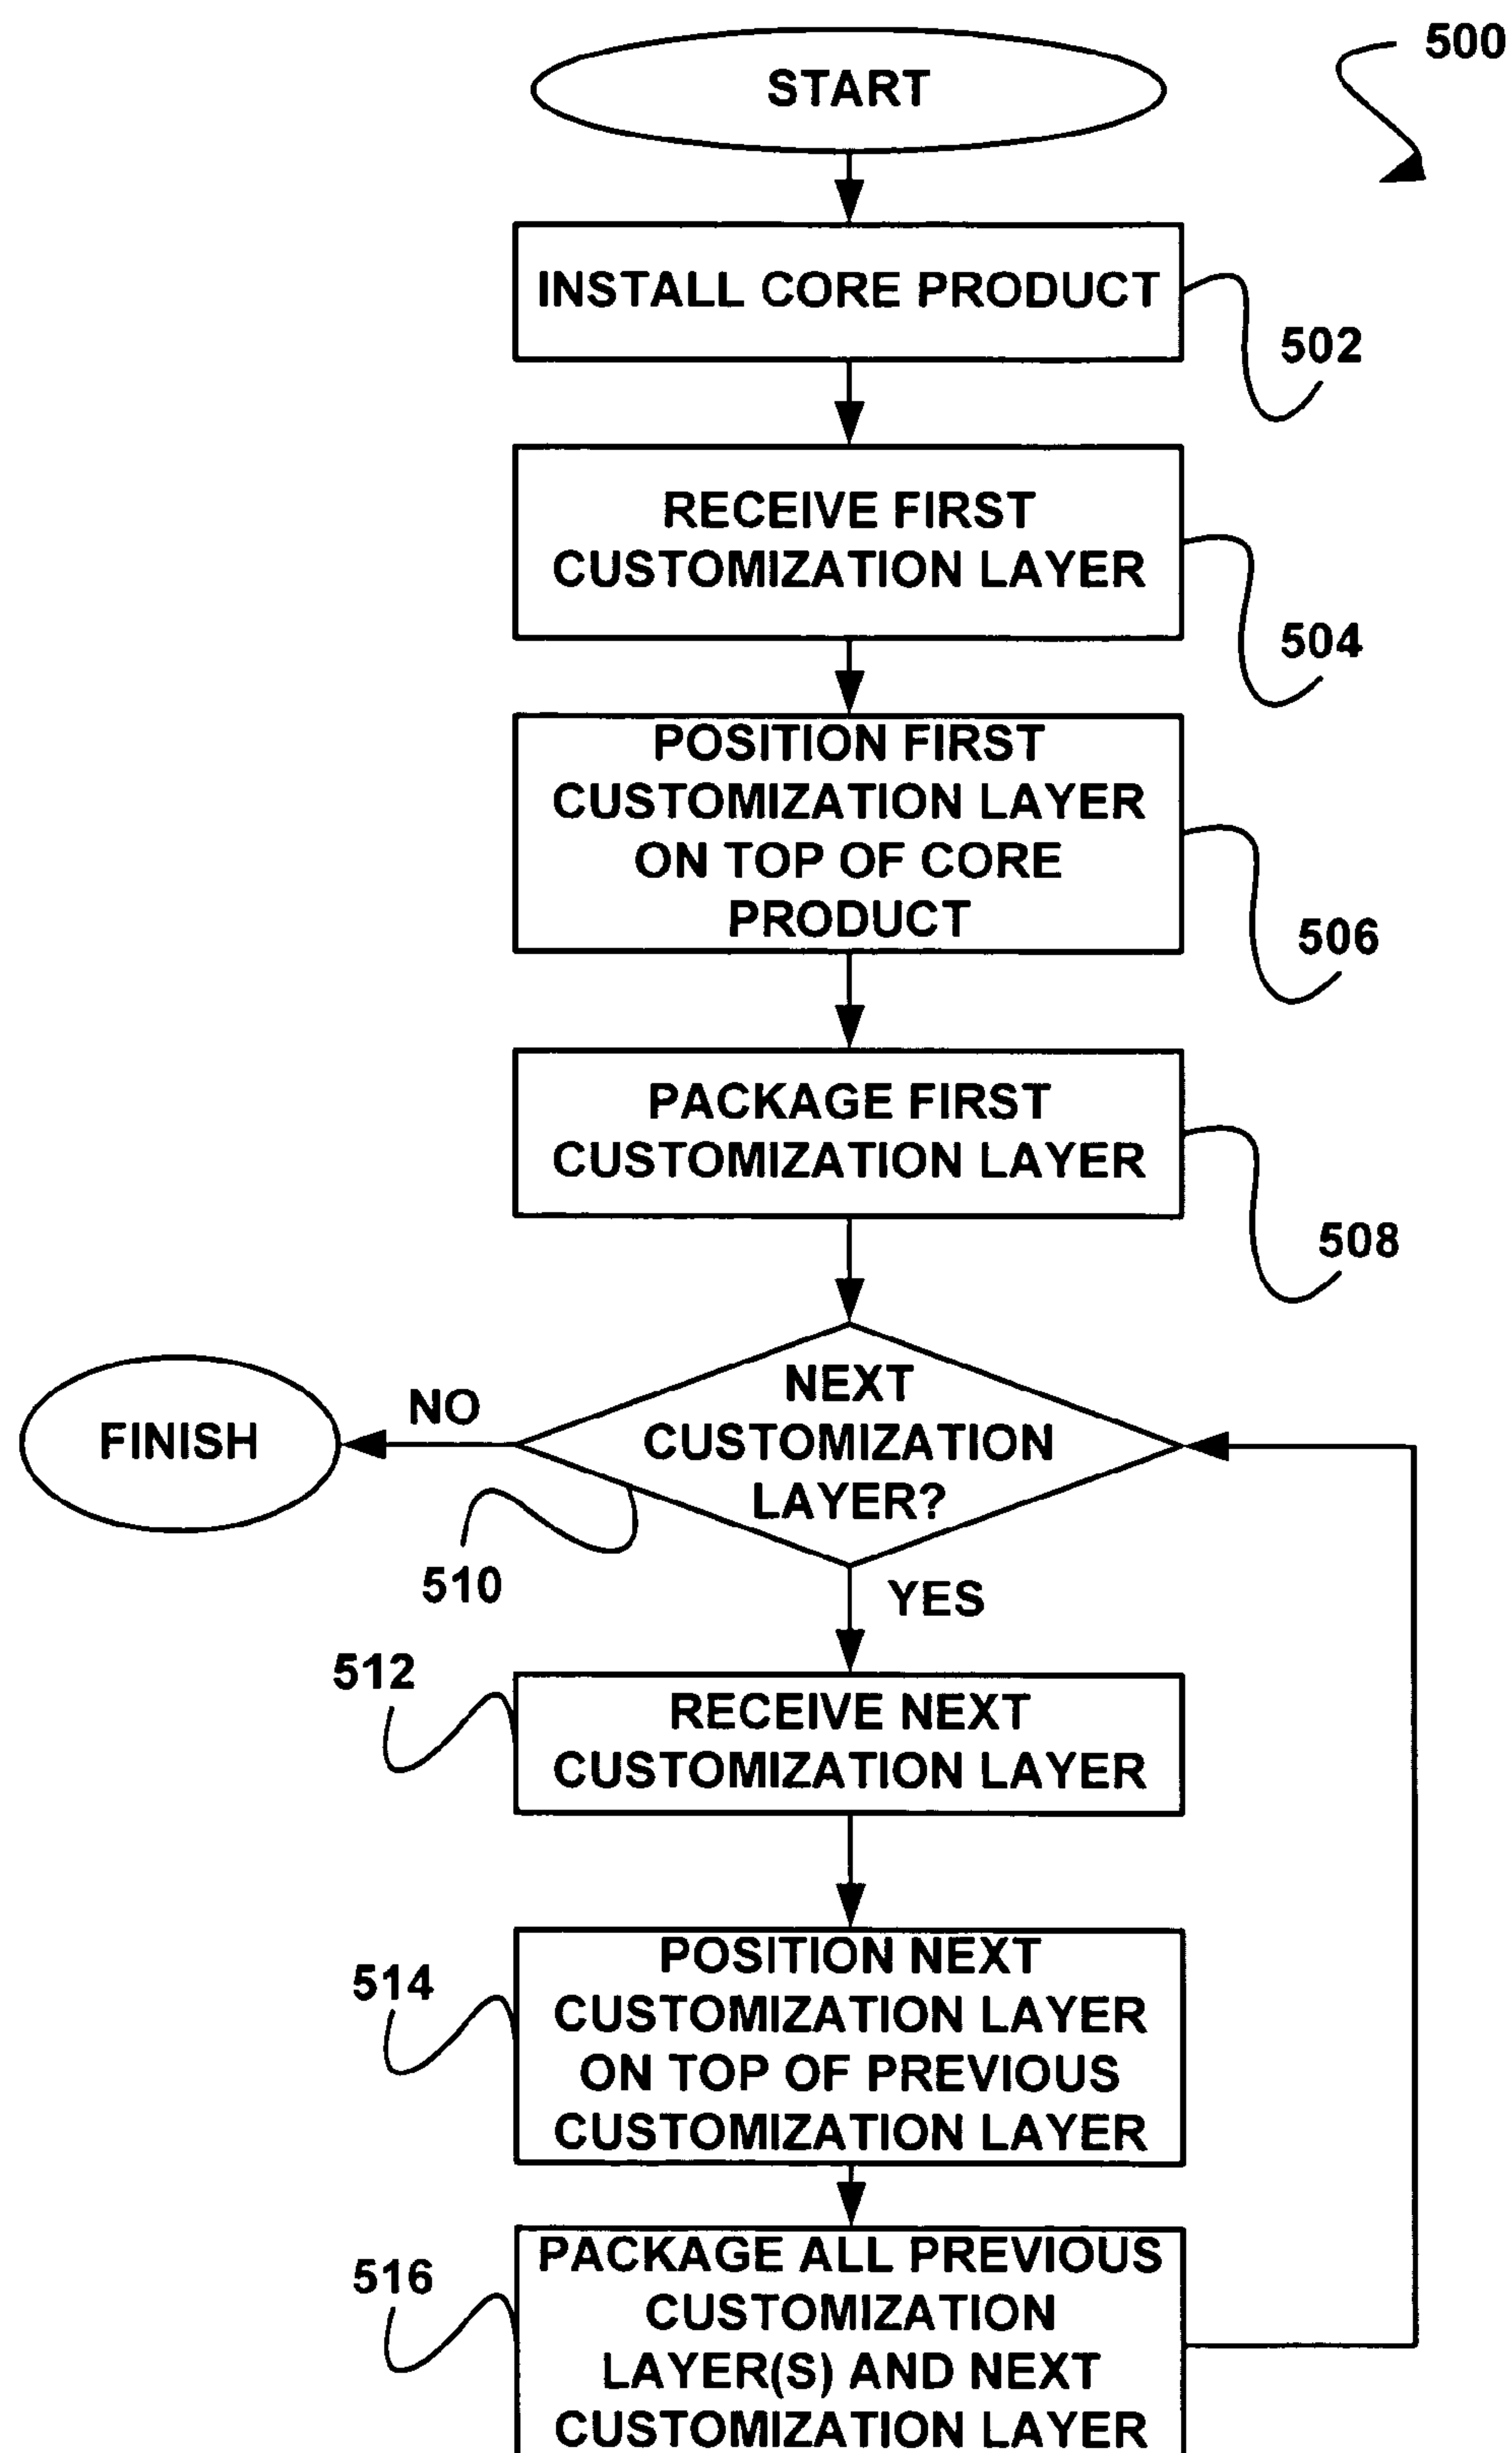 500
START
INSTALL CORE PRODUCT
502
RECEIVE FIRST
CUSTOMIZATION LAYER
504
POSITION FIRST
CUSTOMIZATION LAYER
ON TOP OF CORE
PRODUCT
506
PACKAGE FIRST
CUSTOMIZATION LAYER
508
NEXT
CUSTOMIZATION
LAYER?
NO
FINISH
510
YES
512
RECEIVE NEXT
CUSTOMIZATION LAYER
514
POSITION NEXT
CUSTOMIZATION LAYER
ON TOP OF PREVIOUS
CUSTOMIZATION LAYER
516
PACKAGE ALL PREVIOUS
CUSTOMIZATION
LAYER(S) AND NEXT
CUSTOMIZATION LAYER